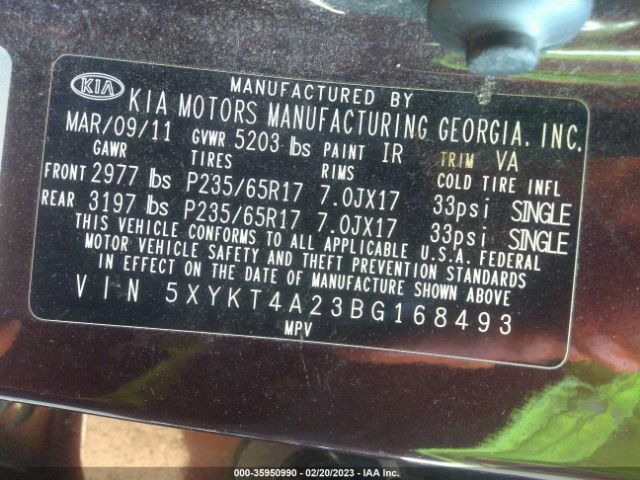 KIA
MANUFACTURED BY
KIA MOTORS MANUFACTURING GEORGIA, INC.
MAR/09/11 GVWR 5203 lbs PAINT IR TRIM VA
GAWR TIRES RIMS COLD TIRE INFL
FRONT 2977 lbs P235/65R17 7.0JX17 33psi SINGLE
REAR 3197 lbs P235/65R17 7.0JX17 33psi SINGLE
THIS VEHICLE CONFORMS TO ALL APPLICABLE U.S.A. FEDERAL
MOTOR VEHICLE SAFETY AND THEFT PREVENTION STANDARDS
IN EFFECT ON THE DATE OF MANUFACTURE SHOWN ABOVE
VIN 5XYKT4A23BG168493
MPV
000-35950990 - 02/20/2023 - IAA Inc.